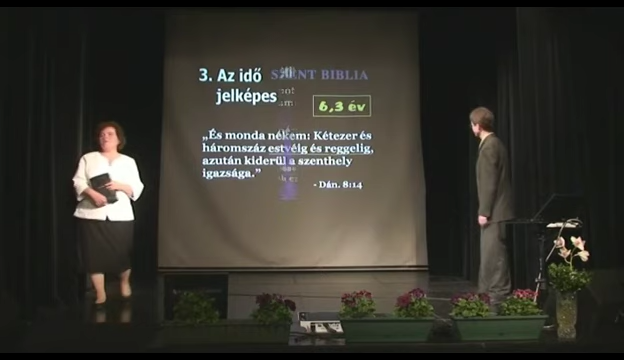 3. Az idő
SZENT BIBLIA
jelképes
6,3 év
„És monda nékem: Kétezer és
háromszáz estvéig és reggelig,
azután kiderül a szenthely
igazsága.”
- Dán. 8:14